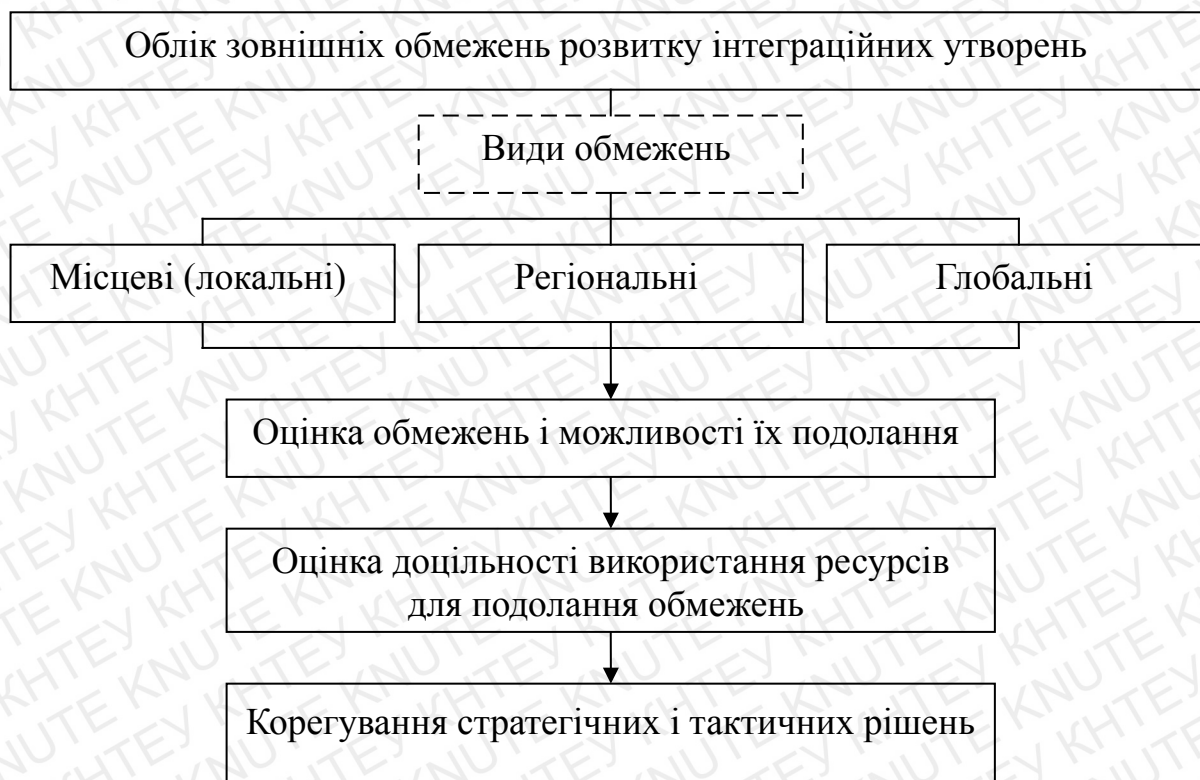 Облік зовнішніх обмежень розвитку інтеграційних утворень
Види обмежень
Місцеві (локальні)
Регіональні
Глобальні
Оцінка обмежень і можливості їх подолання
Оцінка доцільності використання ресурсів
для подолання обмежень
Корегування стратегічних і тактичних рішень